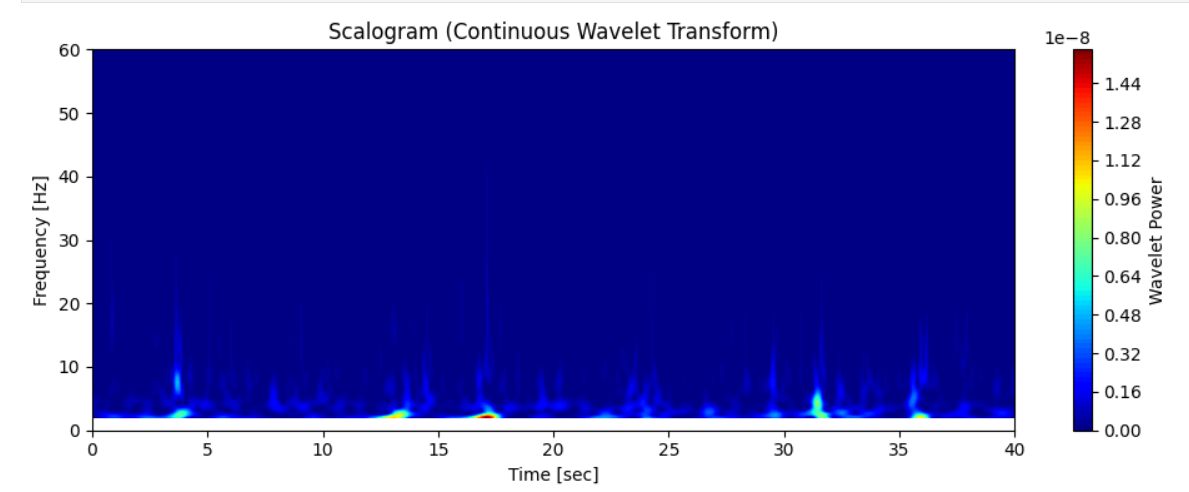 Scalogram (Continuous Wavelet Transform)
1e−8
60
50
40
30
20
10
0
Frequency [Hz]
0 5 10 15 20 25 30 35 40
Time [sec]
1.44
1.28
1.12
0.96
0.80
0.64
0.48
0.32
0.16
0.00
Wavelet Power